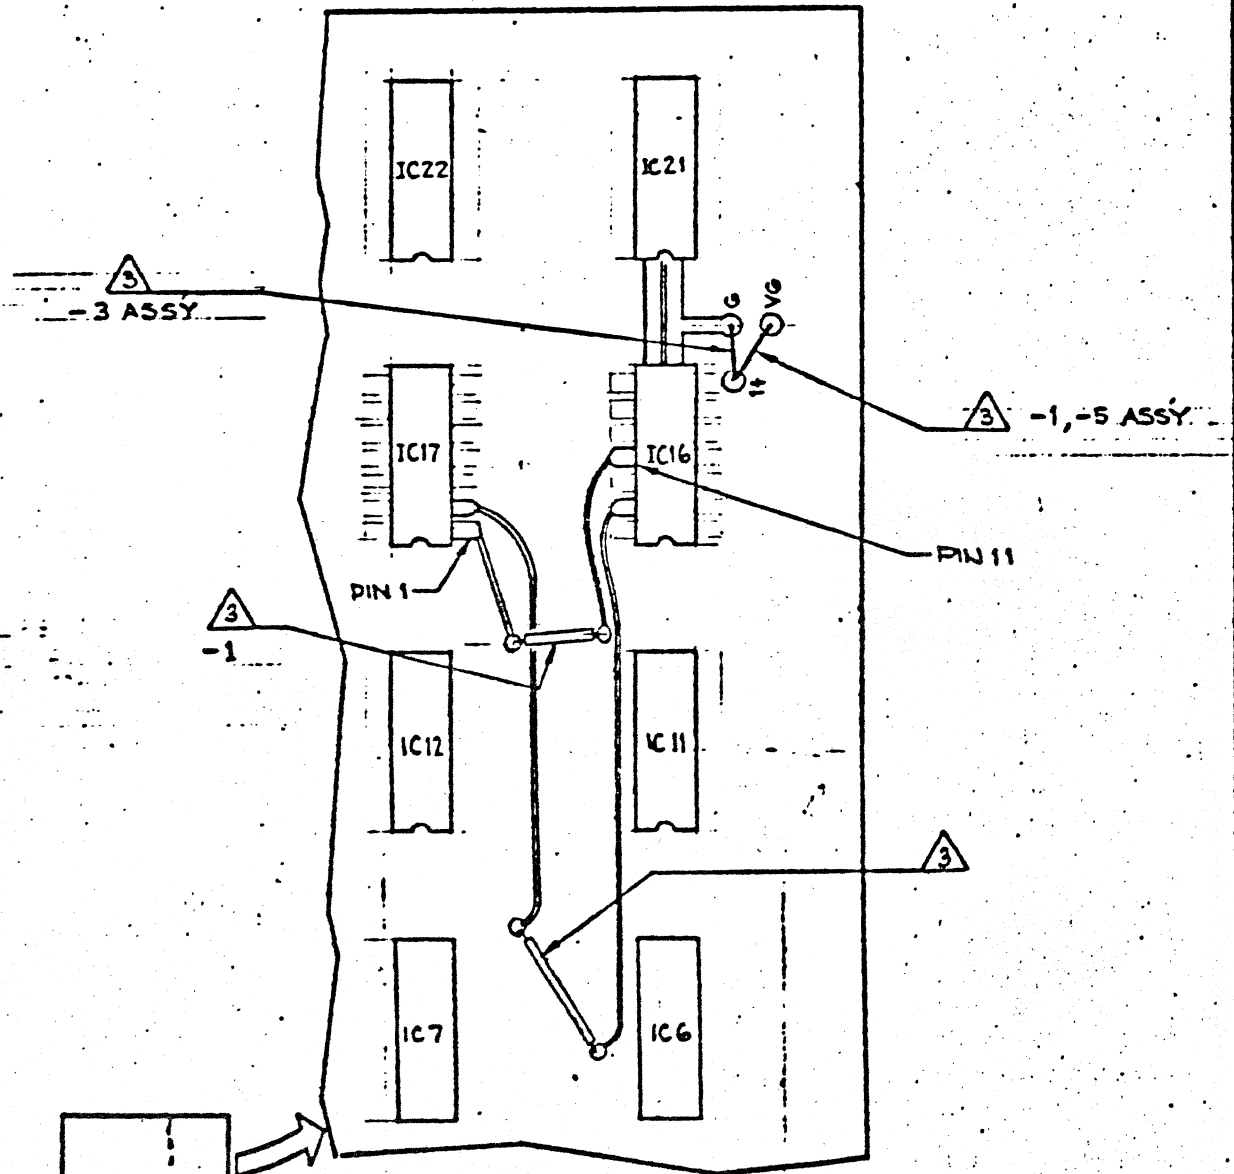 IC22
IC21
3
-3 ASSY
G
VG
1+
3 -1,-5 ASSY
IC17
IC16
PIN 1
PIN 11
3
-1
IC12
IC11
3
IC7
IC6